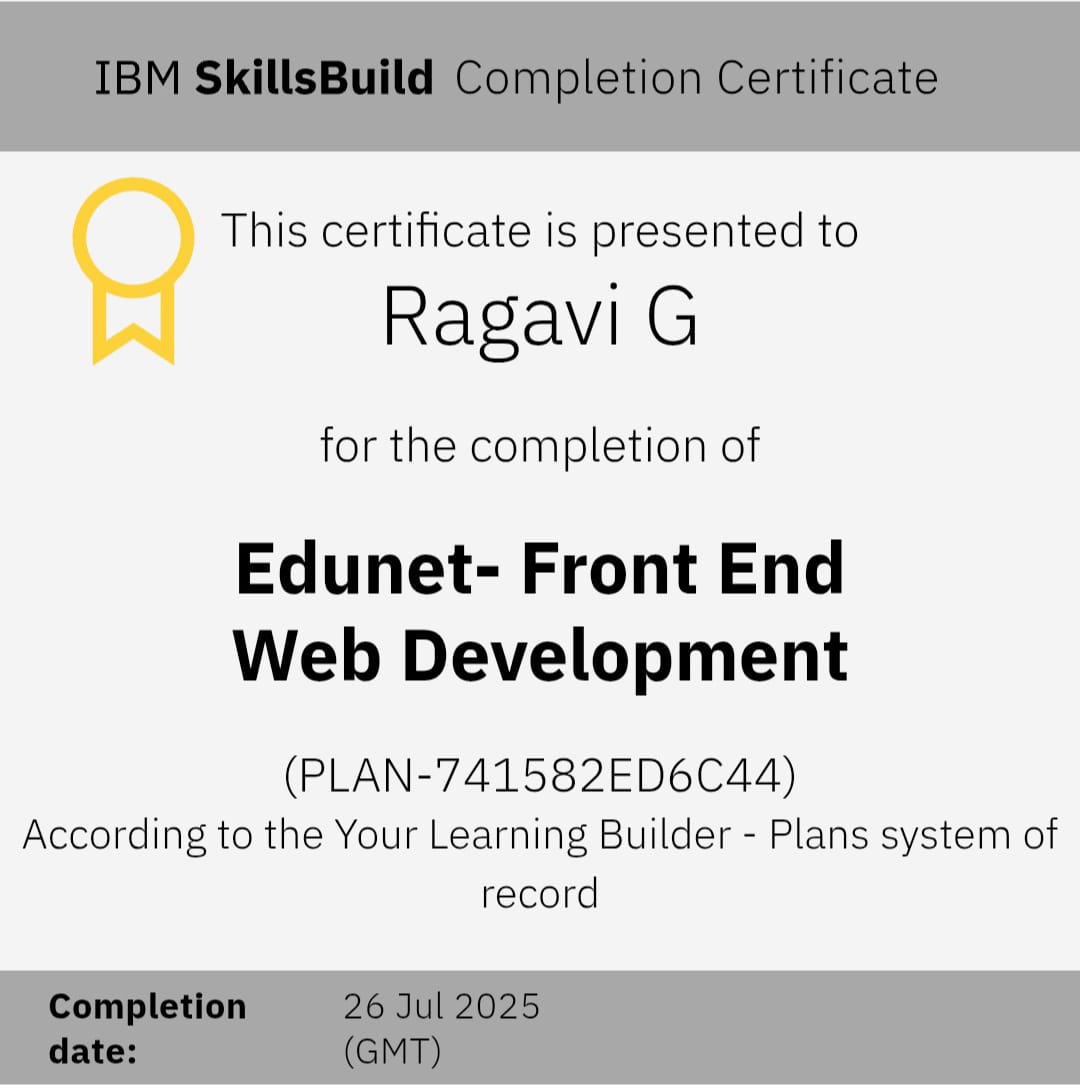 IBM SkillsBuild Completion Certificate
This certificate is presented to
Ragavi G
for the completion of
Edunet- Front End
Web Development
(PLAN-741582ED6C44)
According to the Your Learning Builder - Plans system of
record
Completion date: 26 Jul 2025 (GMT)